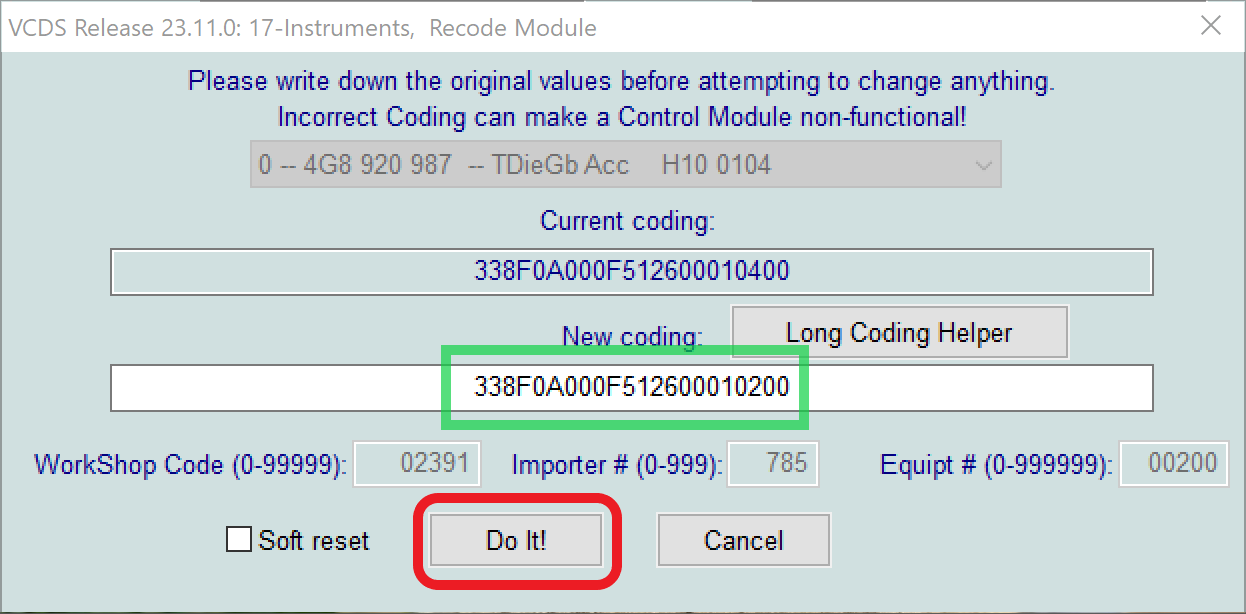 VCDS Release 23.11.0: 17-Instruments,  Recode Module
Please write down the original values before attempting to change anything.
Incorrect Coding can make a Control Module non-functional!
0 -- 4G8 920 987  -- TDieGb Acc    H10 0104
Current coding:
338F0A000F512600010400
New coding: Long Coding Helper
338F0A000F512600010200
WorkShop Code (0-99999): 02391 Importer # (0-999): 785 Equipt # (0-999999): 00200
Soft reset Do It! Cancel